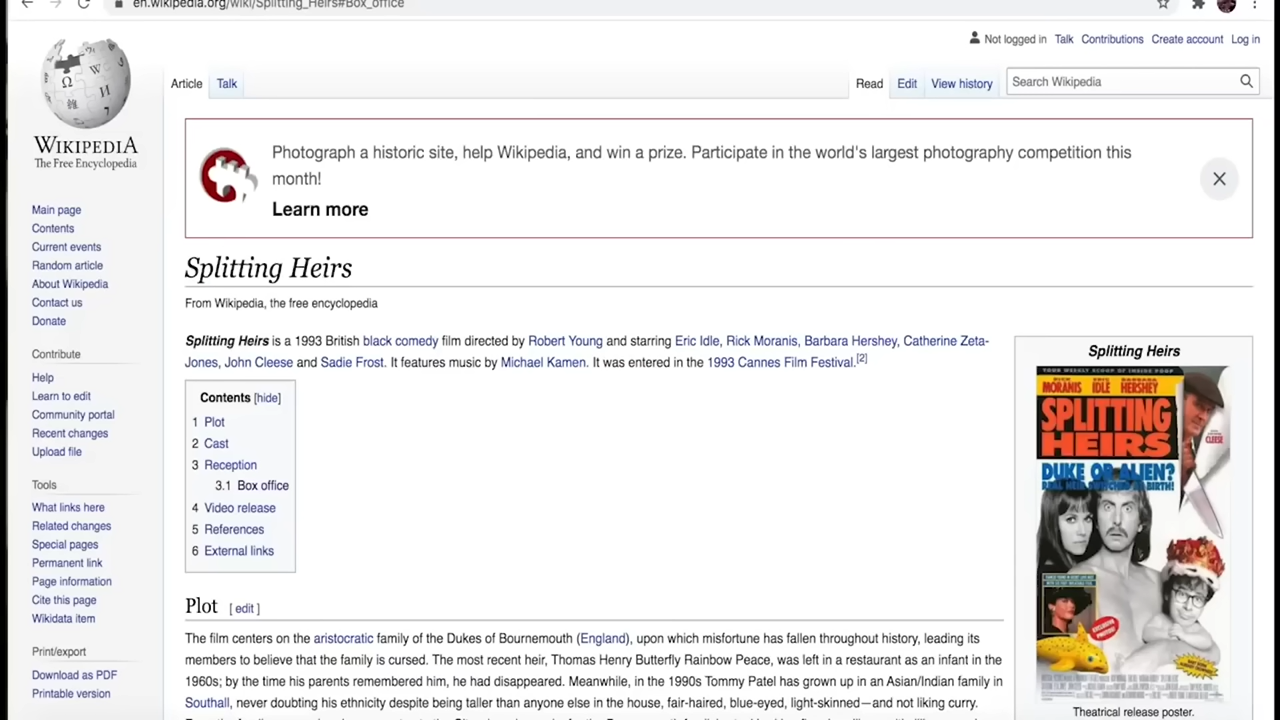 en.wikipedia.org/wiki/Splitting_Heirs#Box_office
Not logged in Talk Contributions Create account Log in
Article Talk Read Edit View history Search Wikipedia
WIKIPEDIA
The Free Encyclopedia
Photograph a historic site, help Wikipedia, and win a prize. Participate in the world's largest photography competition this
month!
Learn more
Main page
Contents
Current events
Random article
About Wikipedia
Contact us
Donate
Contribute
Help
Learn to edit
Community portal
Recent changes
Upload file
Tools
What links here
Related changes
Special pages
Permanent link
Page information
Cite this page
Wikidata item
Print/export
Download as PDF
Printable version
Splitting Heirs
From Wikipedia, the free encyclopedia
Splitting Heirs is a 1993 British black comedy film directed by Robert Young and starring Eric Idle, Rick Moranis, Barbara Hershey, Catherine Zeta-
Jones, John Cleese and Sadie Frost. It features music by Michael Kamen. It was entered in the 1993 Cannes Film Festival.[2]
Contents [hide]
1 Plot
2 Cast
3 Reception
3.1 Box office
4 Video release
5 References
6 External links
Plot [ edit ]
The film centers on the aristocratic family of the Dukes of Bournemouth (England), upon which misfortune has fallen throughout history, leading its
members to believe that the family is cursed. The most recent heir, Thomas Henry Butterfly Rainbow Peace, was left in a restaurant as an infant in the
1960s; by the time his parents remembered him, he had disappeared. Meanwhile, in the 1990s Tommy Patel has grown up in an Asian/Indian family in
Southall, never doubting his ethnicity despite being taller than anyone else in the house, fair-haired, blue-eyed, light-skinned—and not liking curry.
Splitting Heirs
YOUR WEEKLY SCOOP OF INSIDE POOP
RICK MORANIS ERIC IDLE BARBARA HERSHEY
SPLITTING
HEIRS
CLEESE
DUKE OR ALIEN?
Theatrical release poster.